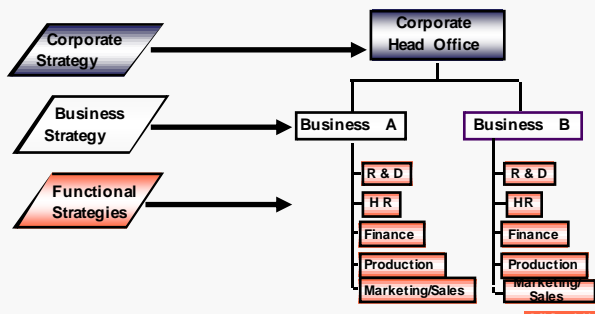 Corporate
Strategy
Corporate
Head Office
Business
Strategy
Business A
Business B
Functional
Strategies
R & D
HR
Finance
Production
Marketing/Sales
R & D
HR
Finance
Production
Marketing/
Sales